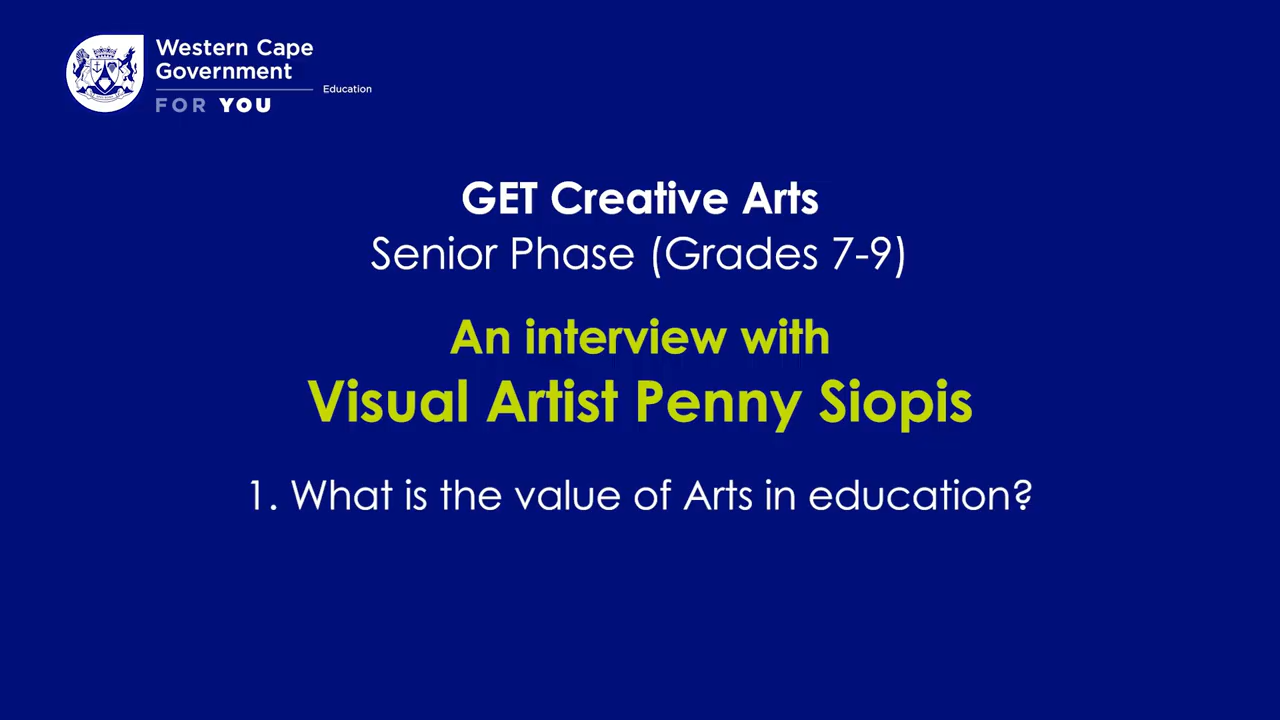 Western Cape
Government
Education
FOR YOU
GET Creative Arts
Senior Phase (Grades 7-9)
An interview with
Visual Artist Penny Siopis
1. What is the value of Arts in education?